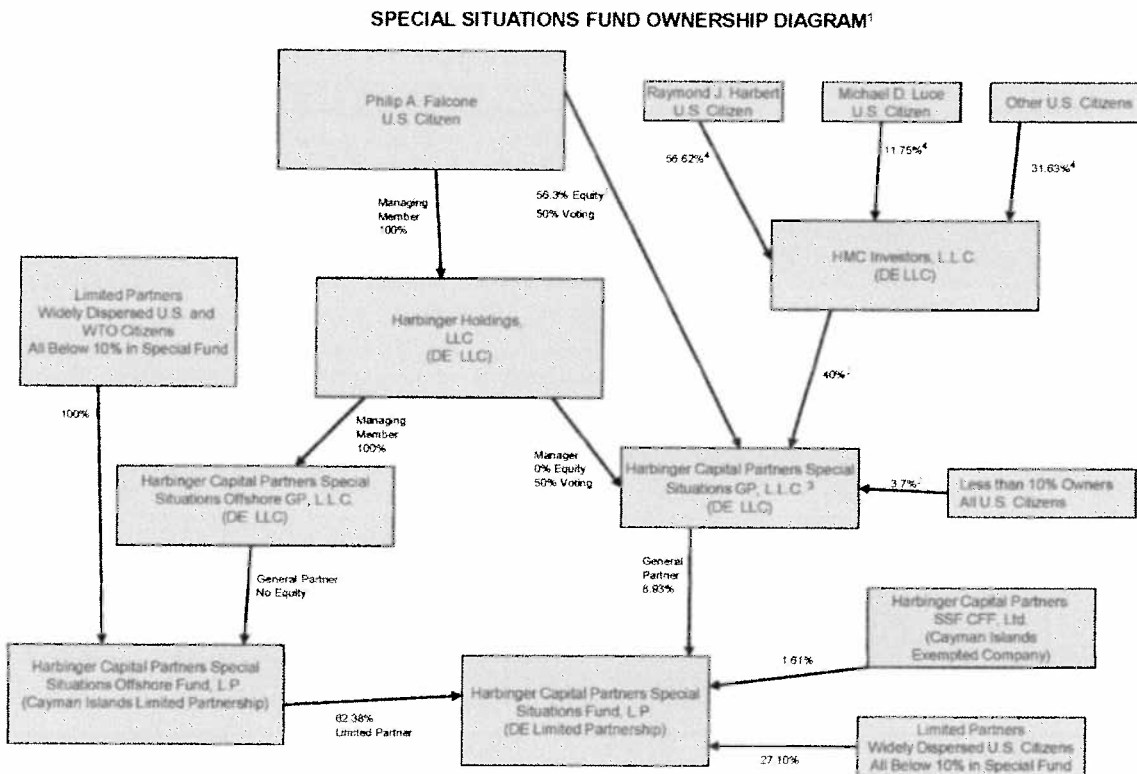 SPECIAL SITUATIONS FUND OWNERSHIP DIAGRAM¹
Philip A. Falcone
U.S. Citizen
Raymond J. Harbert
U.S. Citizen
Michael D. Luce
U.S. Citizen
Other U.S. Citizens
56.62%⁴
11.75%⁴
31.63%⁴
Managing
Member
100%
56.3% Equity
50% Voting
HMC Investors, L.L.C.
(DE LLC)
Limited Partners
Widely Dispersed U.S. and
WTO Citizens
All Below 10% in Special Fund
Harbinger Holdings,
LLC
(DE LLC)
40%
100%
Managing
Member
100%
Manager
0% Equity
50% Voting
Harbinger Capital Partners Special
Situations Offshore GP, L.L.C.
(DE LLC)
Harbinger Capital Partners Special
Situations GP, L.L.C. ³
(DE LLC)
3.7%
Less than 10% Owners
All U.S. Citizens
General Partner
No Equity
General
Partner
8.93%
Harbinger Capital Partners
SSF CFF, Ltd.
(Cayman Islands
Exempted Company)
1.61%
Harbinger Capital Partners Special
Situations Offshore Fund, L.P.
(Cayman Islands Limited Partnership)
62.38%
Limited Partner
Harbinger Capital Partners Special
Situations Fund, L.P.
(DE Limited Partnership)
27.10%
Limited Partners
Widely Dispersed U.S. Citizens
All Below 10% in Special Fund